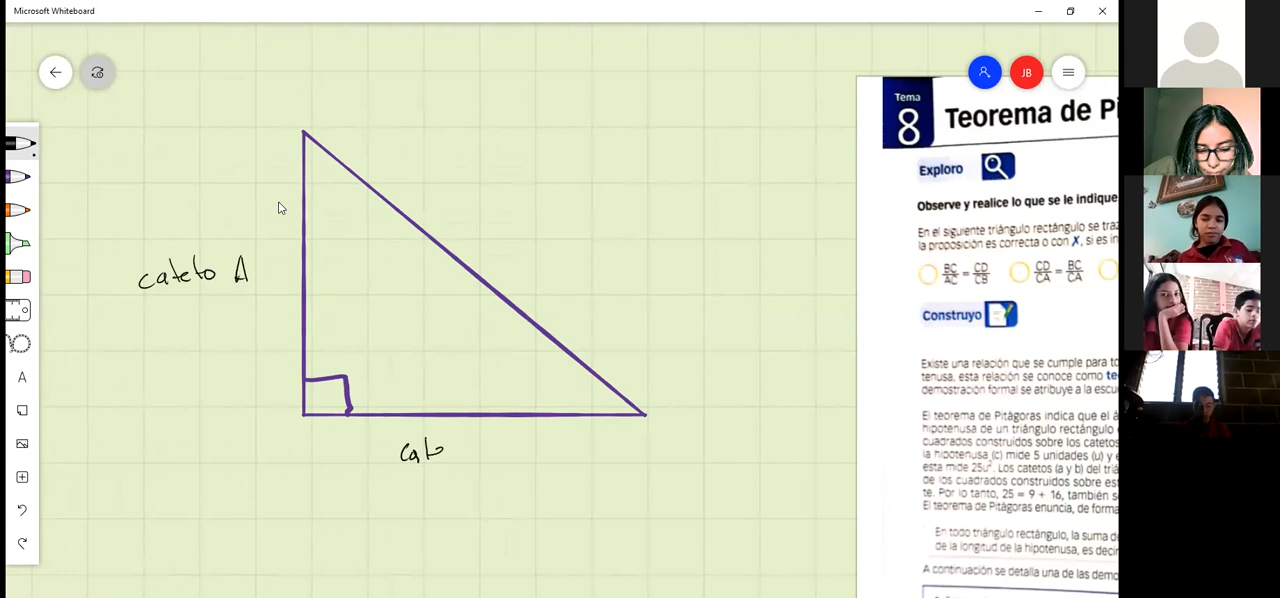 Microsoft Whiteboard
JB
cateto A
cat
A
Tema
8
Teorema de Pi
Exploro
Observe y realice lo que se le indique
En el siguiente triángulo rectángulo se traz
la proposición es correcta o con ✗, si es in
BC/AC = CD/CB
CD/CA = BC/CA
Construyo
Existe una relación que se cumple para to
tenusa, esta relación se conoce como te
demostración formal se atribuye a la escu
El teorema de Pitágoras indica que el á
hipotenusa de un triángulo rectángulo
cuadrados construidos sobre los catetos
la hipotenusa (c) mide 5 unidades (u) y
esta mide 25u². Los catetos (a y b) del triá
de los cuadrados construidos sobre es
te. Por lo tanto, 25 = 9 + 16, también s
El teorema de Pitágoras enuncia, de forma
En todo triángulo rectángulo, la suma de
de la longitud de la hipotenusa, es decir
A continuación se detalla una de las demo